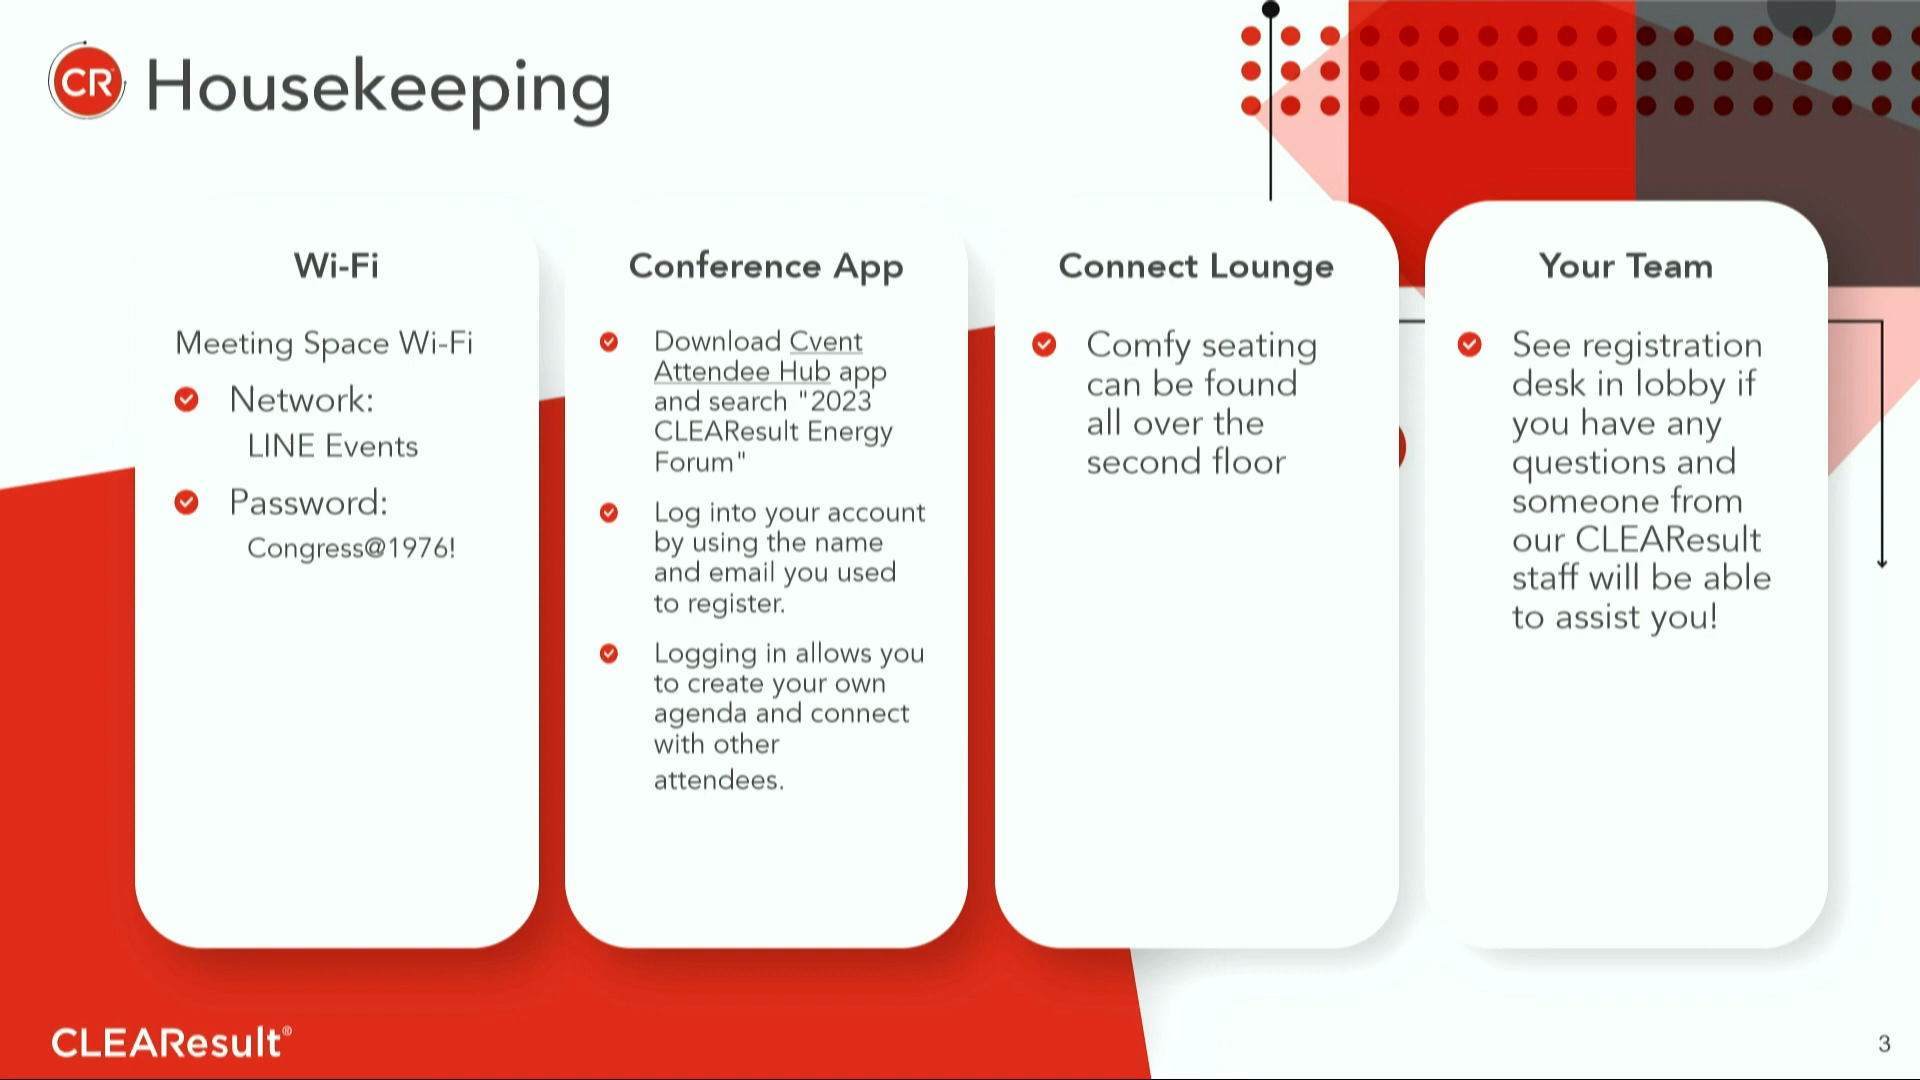 CR Housekeeping
Wi-Fi
Meeting Space Wi-Fi
Network:
LINE Events
Password:
Congress@1976!
Conference App
Download Cvent
Attendee Hub app
and search "2023
CLEAResult Energy
Forum"
Log into your account
by using the name
and email you used
to register.
Logging in allows you
to create your own
agenda and connect
with other
attendees.
Connect Lounge
Comfy seating
can be found
all over the
second floor
Your Team
See registration
desk in lobby if
you have any
questions and
someone from
our CLEAResult
staff will be able
to assist you!
CLEAResult®
3